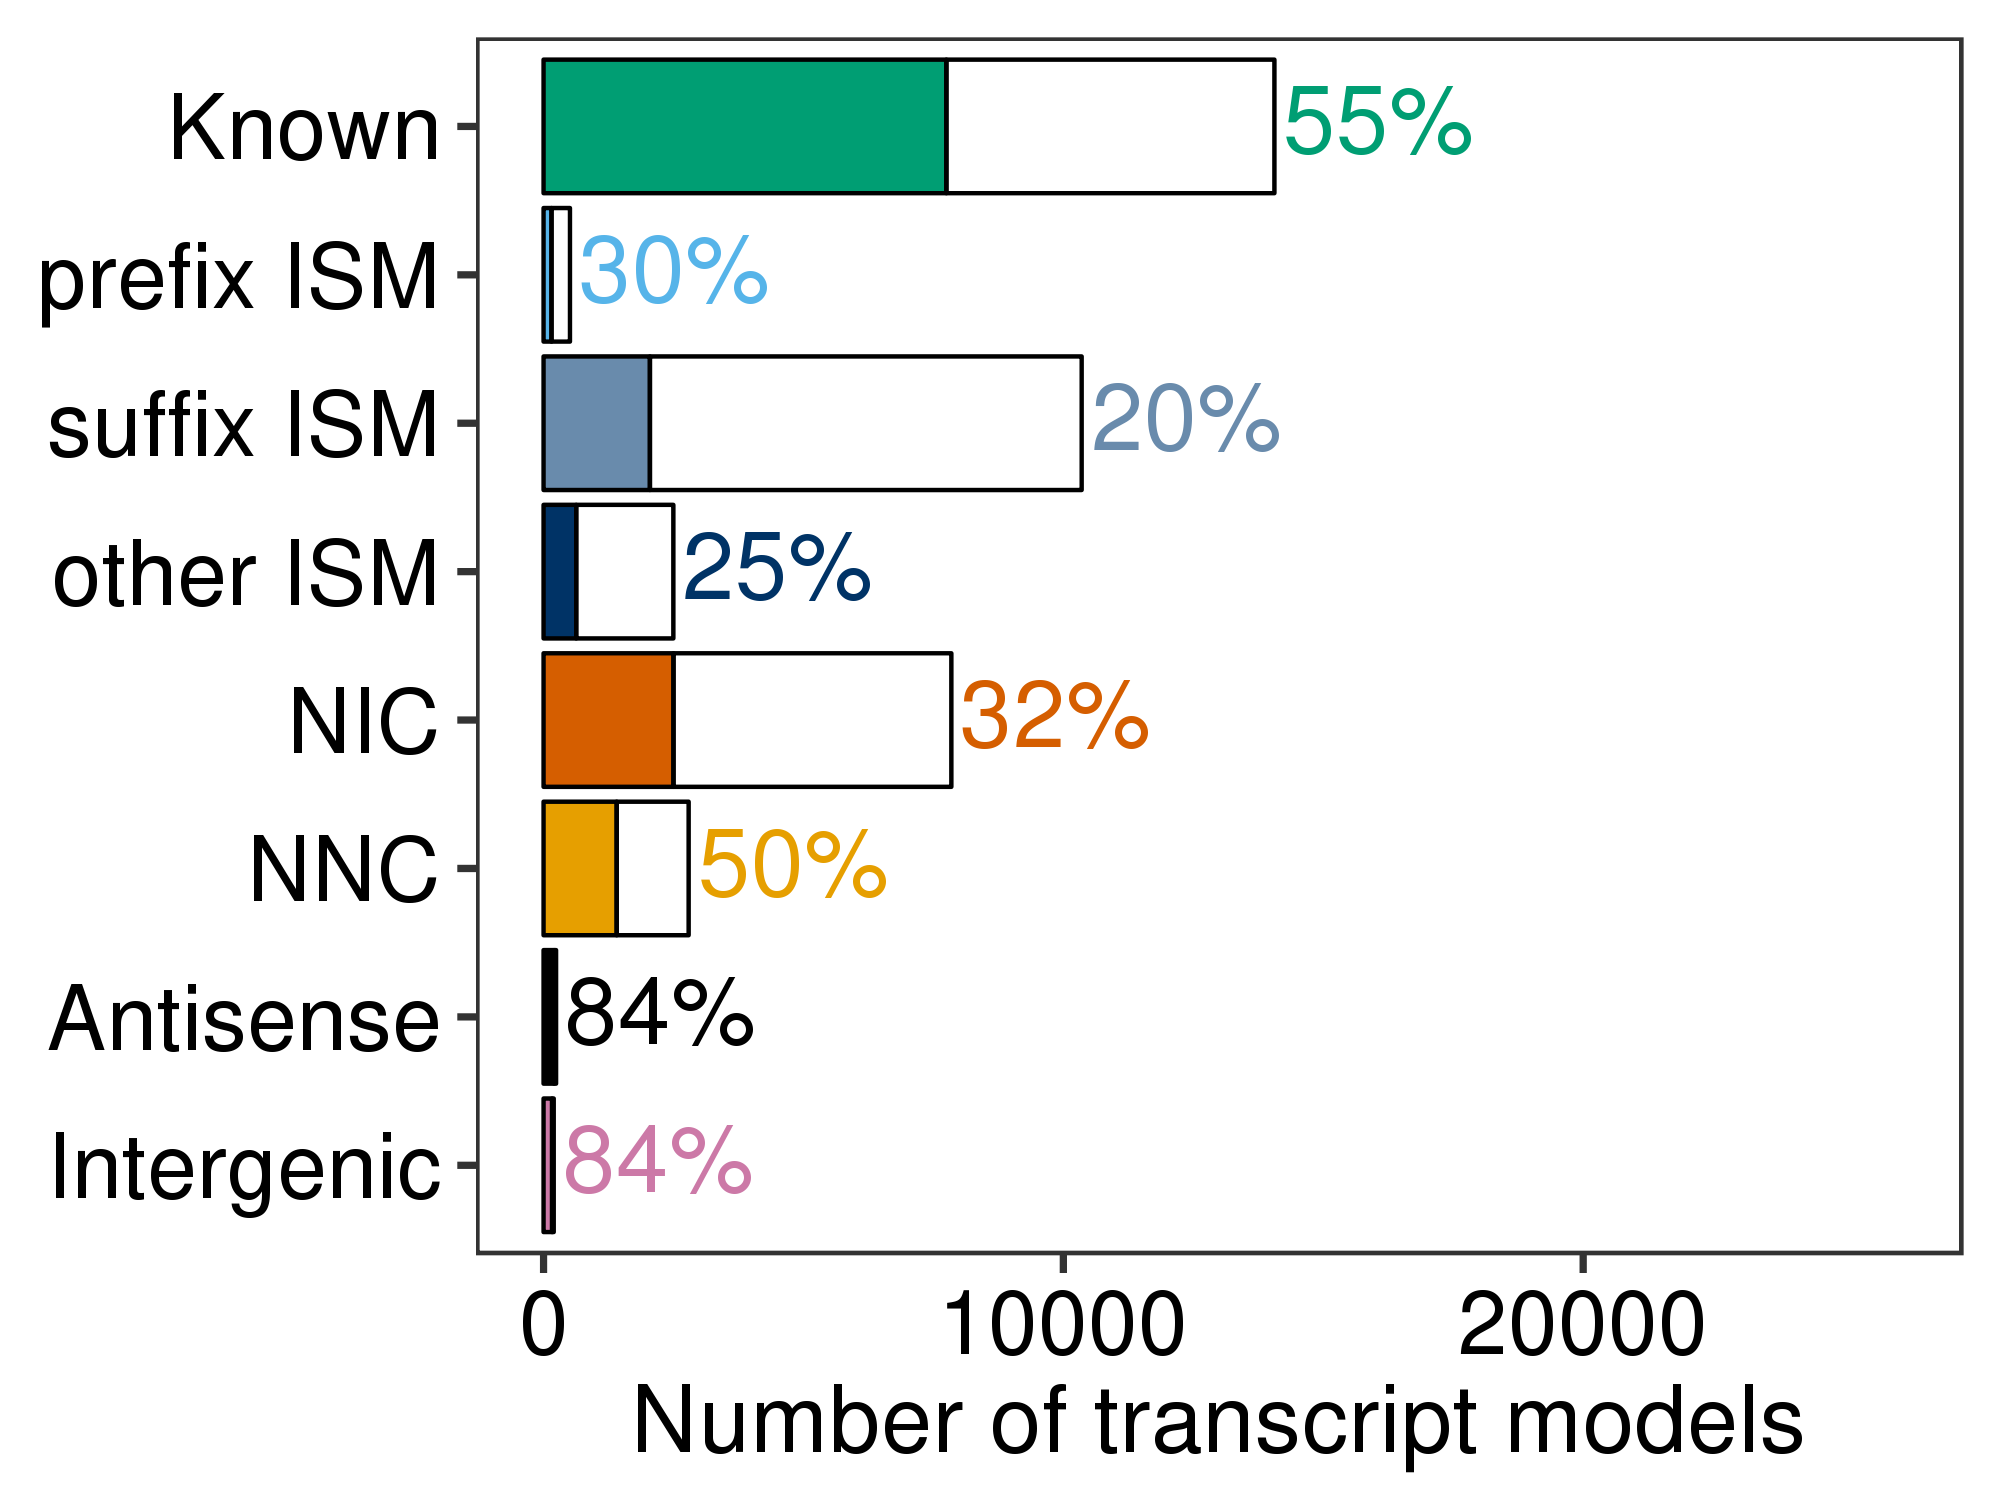 Known 55%
prefix ISM 30%
suffix ISM 20%
other ISM 25%
NIC 32%
NNC 50%
Antisense 84%
Intergenic 84%
0 10000 20000
Number of transcript models